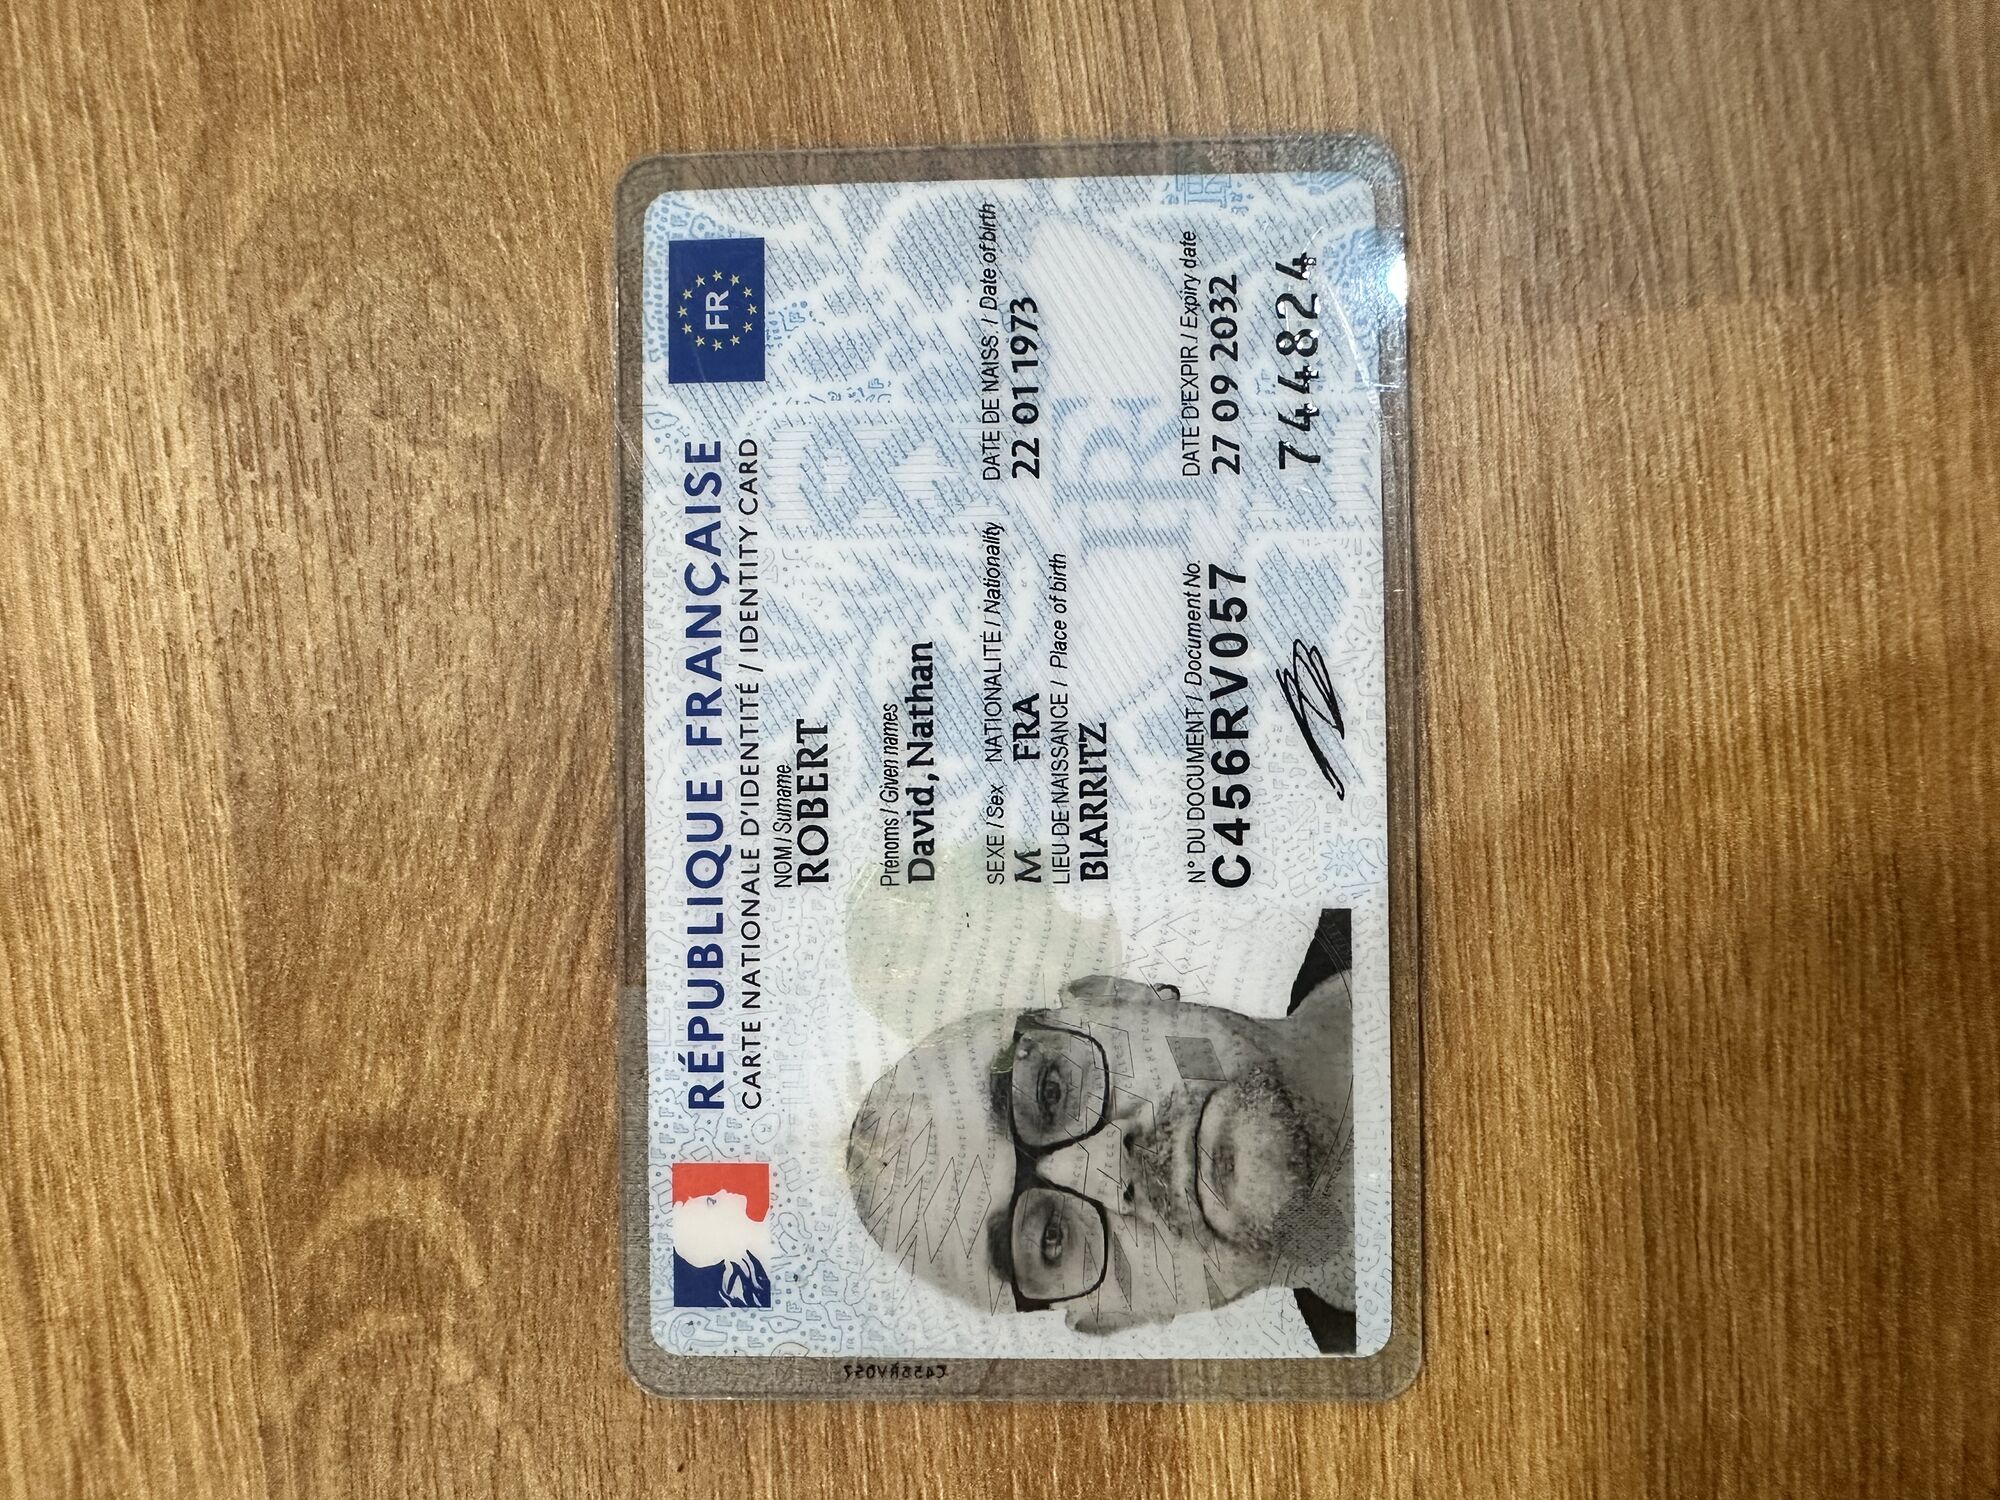 RÉPUBLIQUE FRANÇAISE
FR
CARTE NATIONALE D'IDENTITÉ / IDENTITY CARD
NOM / Surname
ROBERT
Prénoms / Given names
David, Nathan
SEXE / Sex NATIONALITÉ / Nationality DATE DE NAISS. / Date of birth
M FRA 22 01 1973
LIEU DE NAISSANCE / Place of birth
BIARRITZ
N° DU DOCUMENT / Document No. DATE D'EXPIR / Expiry date
C456RV057 27 09 2032
744824
RF
C456RV057